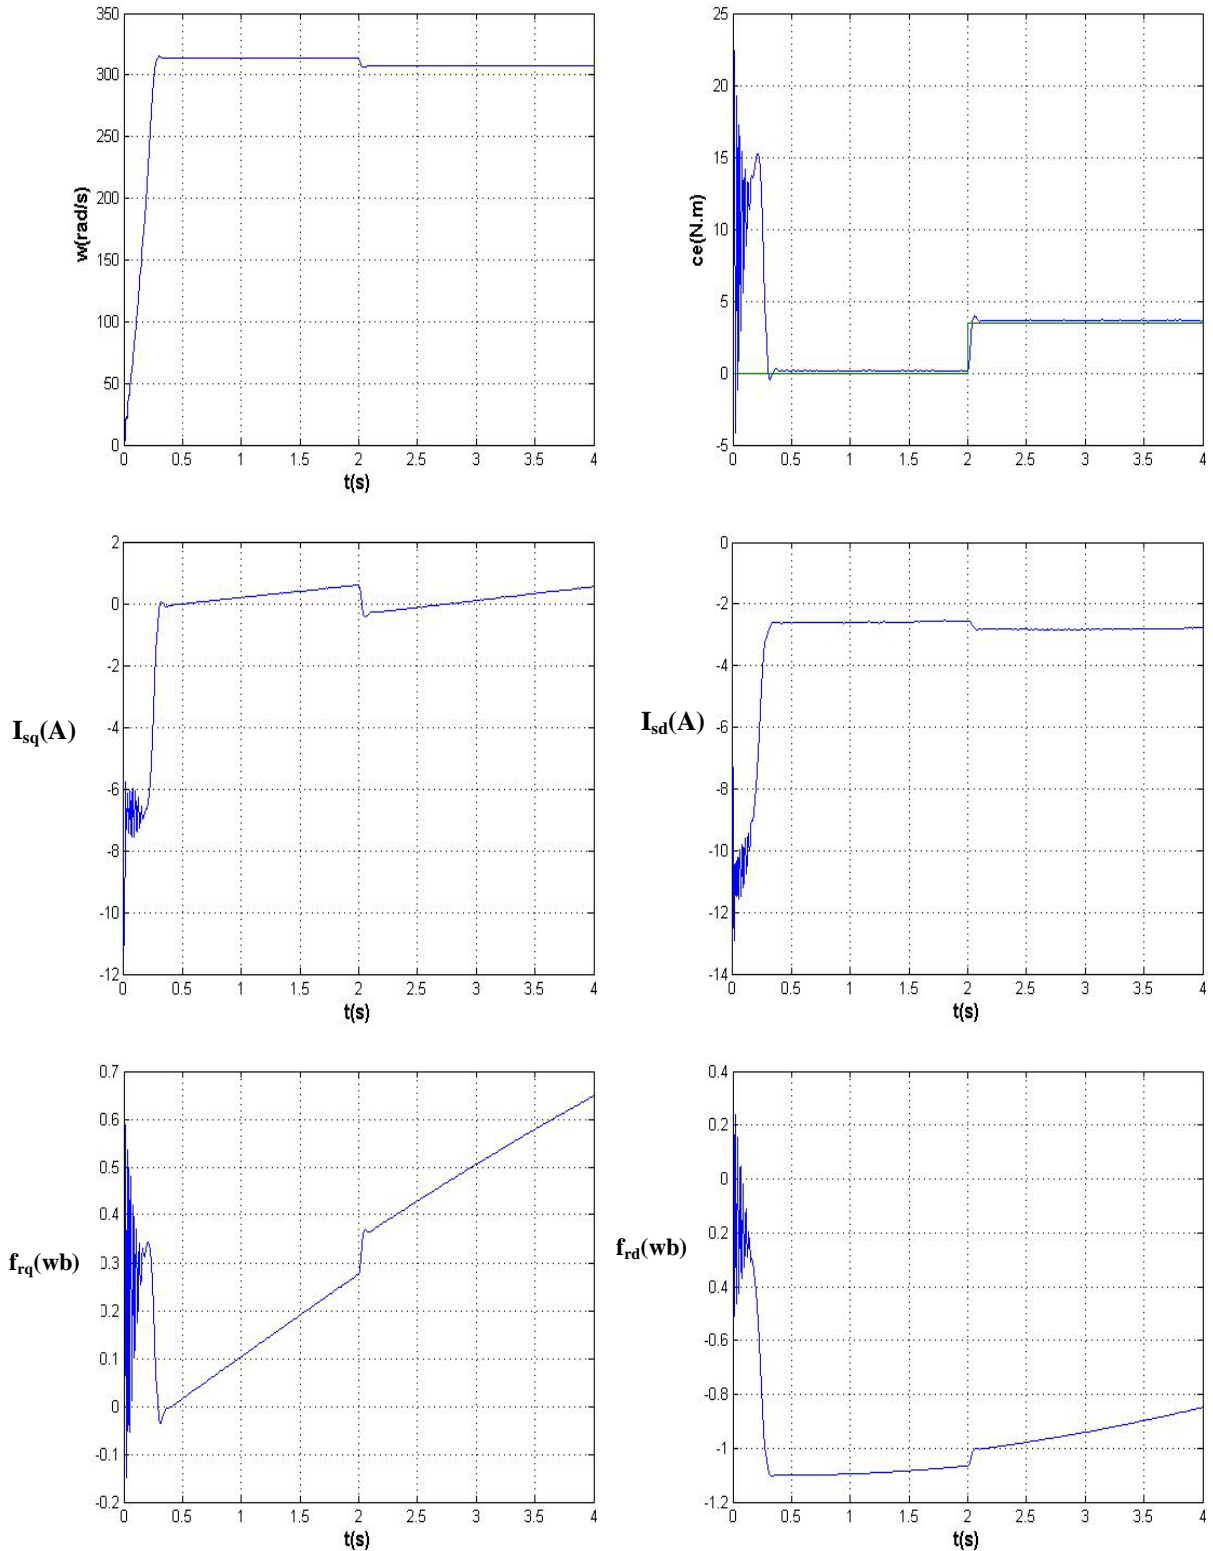 350
300
250
200
150
100
50
0
w(rad/s)
0 0.5 1 1.5 2 2.5 3 3.5 4
t(s)
25
20
15
10
5
0
-5
ce(N.m)
0 0.5 1 1.5 2 2.5 3 3.5 4
2
0
-2
-4
-6
-8
-10
-12
Isq(A)
0 0.5 1 1.5 2 2.5 3 3.5 4
t(s)
0
-2
-4
-6
-8
-10
-12
-14
Isd(A)
0 0.5 1 1.5 2 2.5 3 3.5 4
t(s)
0.7
0.6
0.5
0.4
0.3
0.2
0.1
0
-0.1
-0.2
frq(wb)
0 0.5 1 1.5 2 2.5 3 3.5 4
t(s)
0.4
0.2
0
0.2
0.4
-0.6
-0.8
-1
-1.2
frd(wb)
0 0.5 1 1.5 2 2.5 3 3.5 4
t(s)